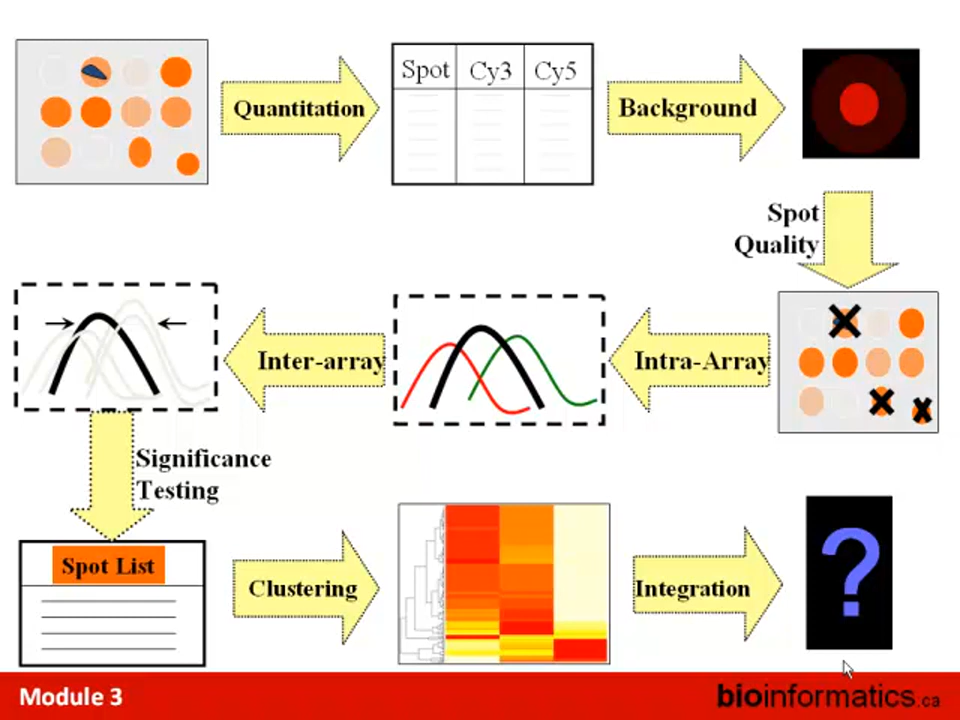 Quantitation
Spot Cy3 Cy5
Background
Spot
Quality
Inter-array
Intra-Array
Significance
Testing
Spot List
Clustering
Integration
?
Module 3
bioinformatics.ca